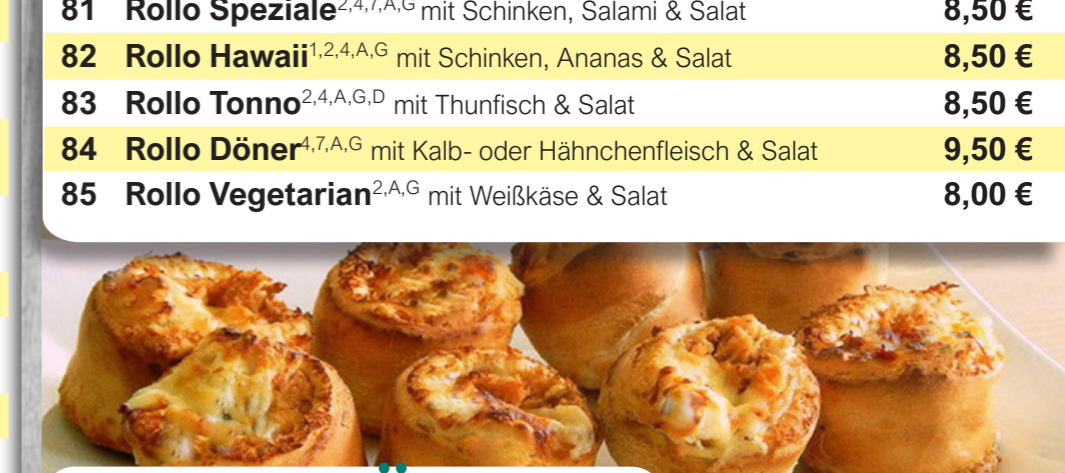 81 Rollo Speziale2,4,7,A,G mit Schinken, Salami & Salat 8,50 €
82 Rollo Hawaii1,2,4,A,G mit Schinken, Ananas & Salat 8,50 €
83 Rollo Tonno2,4,A,G,D mit Thunfisch & Salat 8,50 €
84 Rollo Döner4,7,A,G mit Kalb- oder Hähnchenfleisch & Salat 9,50 €
85 Rollo Vegetarian2,A,G mit Weißkäse & Salat 8,00 €